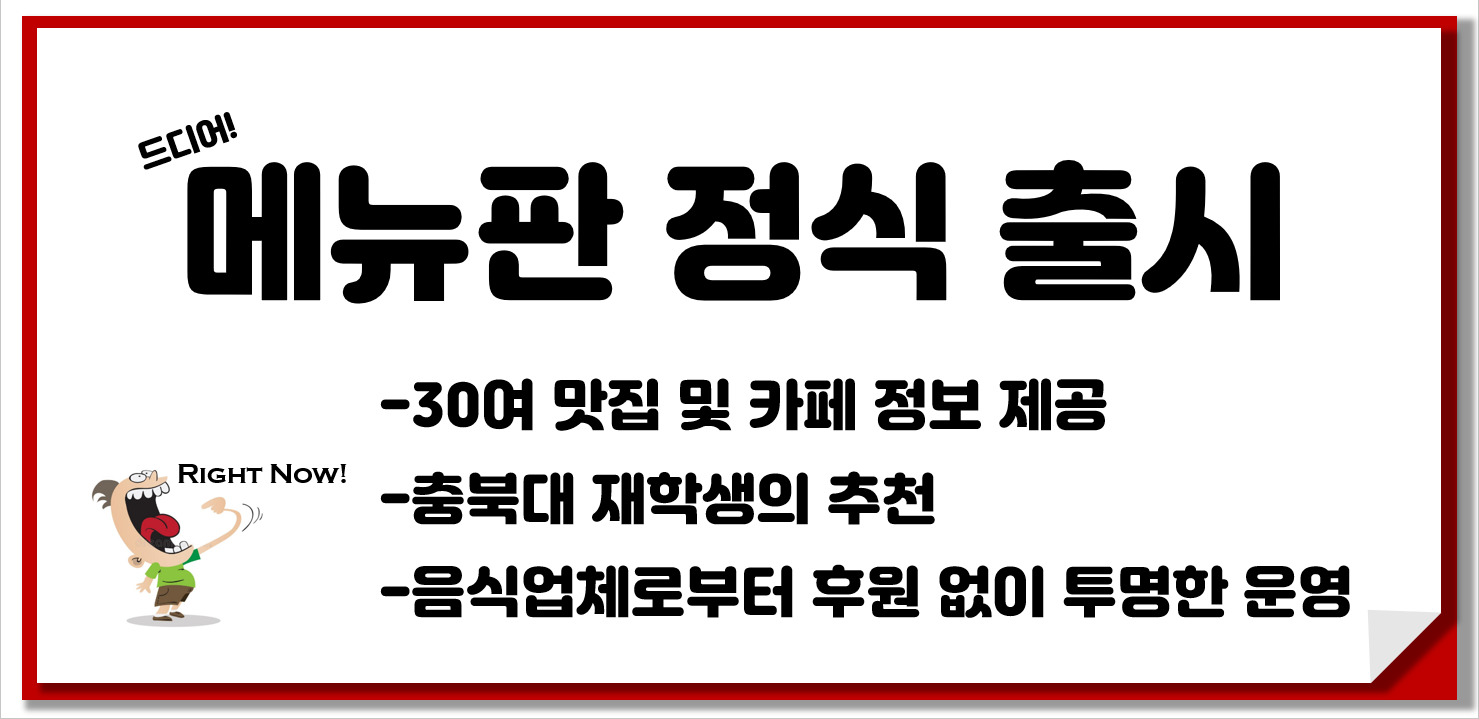 드디어!
메뉴판 정식 출시
-30여 맛집 및 카페 정보 제공
Right Now!
-충북대 재학생의 추천
-음식업체로부터 후원 없이 투명한 운영